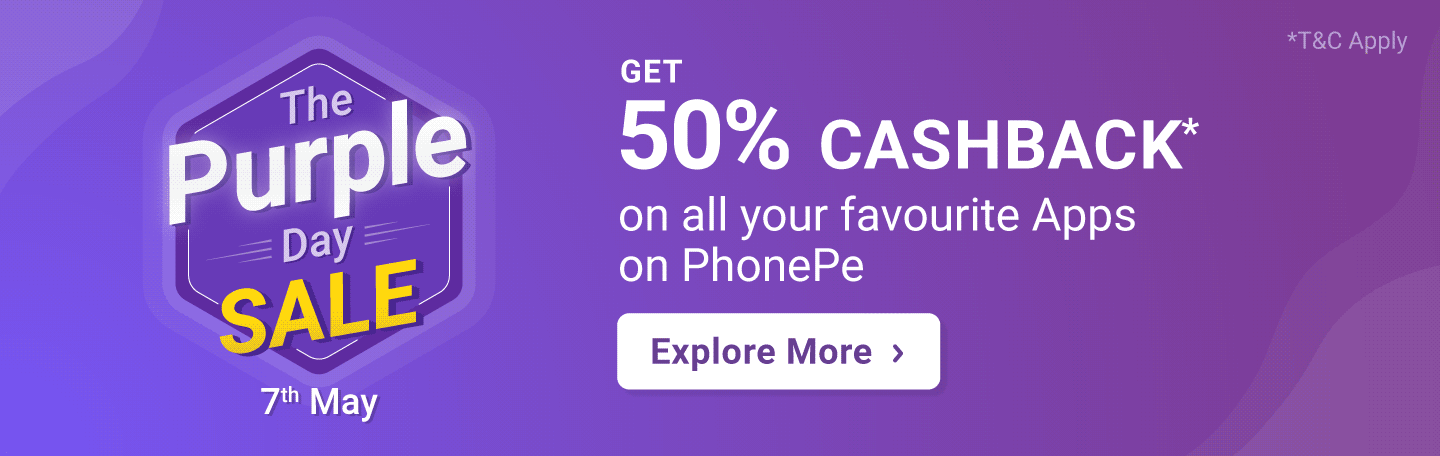 The
Purple
Day
SALE
7th May
*T&C Apply
GET
50% CASHBACK*
on all your favourite Apps
on PhonePe
Explore More ›